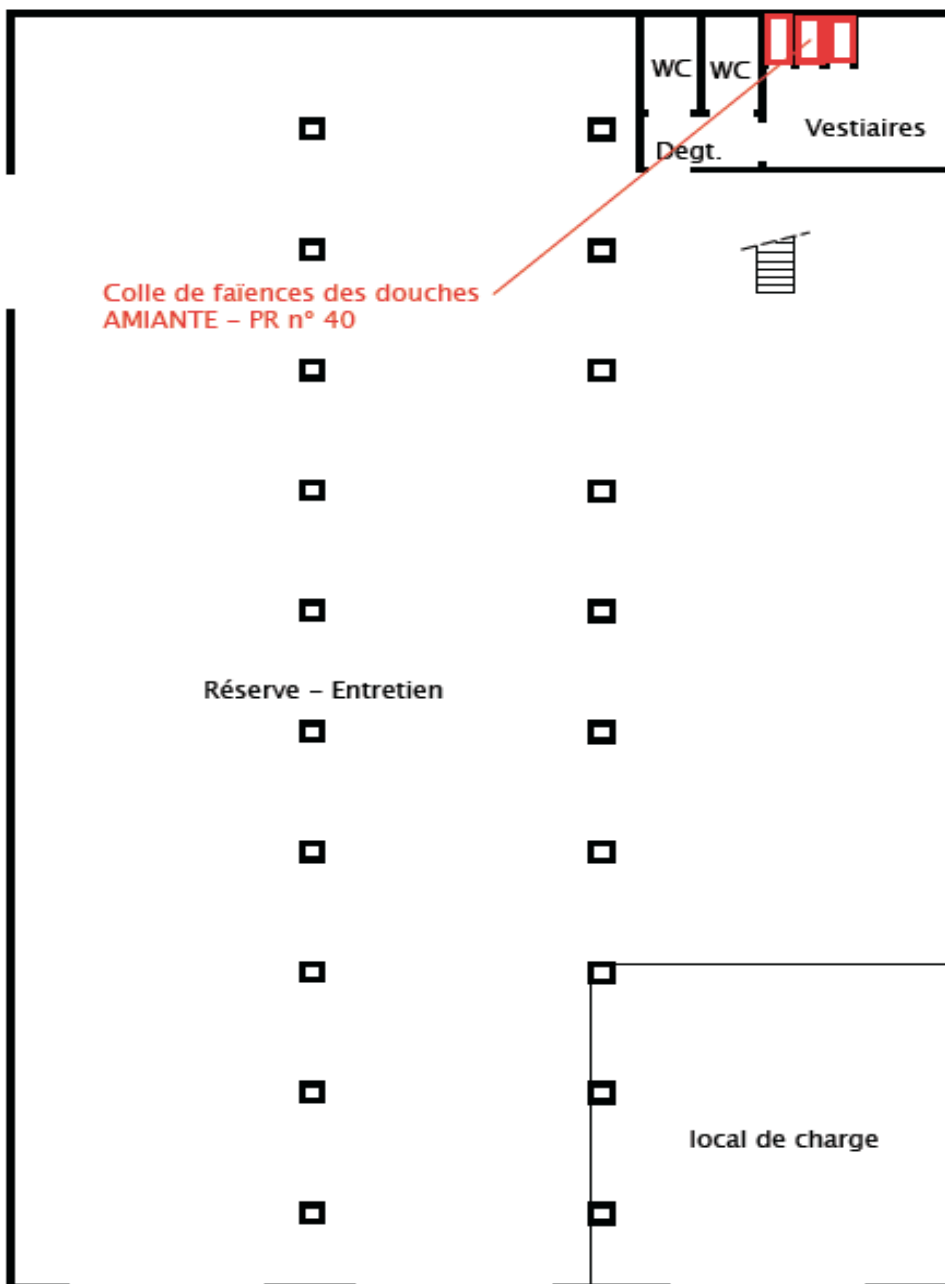 WC
WC
Vestiaires
Degt.
Colle de faïences des douches
AMIANTE – PR n° 40
Réserve – Entretien
local de charge